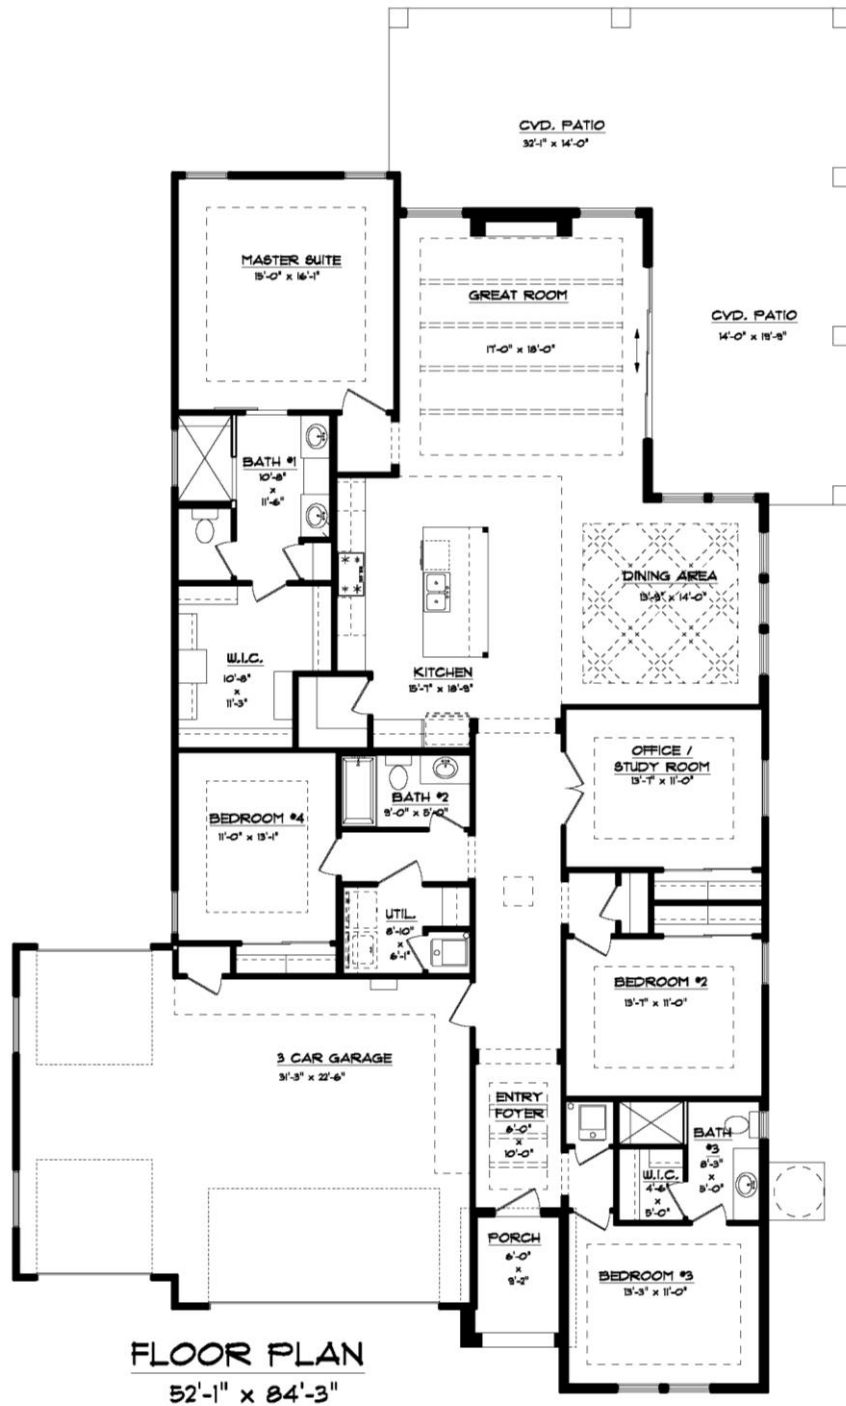 CVD. PATIO
32'-1" x 14'-0"
MASTER SUITE
15'-0" x 16'-1"
GREAT ROOM
17'-0" x 18'-0"
CVD. PATIO
14'-0" x 19'-9"
BATH #1
10'-8"
x
11'-6"
DINING AREA
13'-9" x 14'-0"
W.I.C.
10'-8"
x
11'-3"
KITCHEN
15'-7" x 18'-9"
OFFICE /
STUDY ROOM
13'-7" x 11'-0"
BATH #2
9'-0" x 5'-0"
BEDROOM #4
11'-0" x 13'-1"
UTIL.
8'-10"
x
6'-1"
BEDROOM #2
13'-7" x 11'-0"
3 CAR GARAGE
31'-3" x 22'-6"
ENTRY
FOYER
6'-0"
x
10'-0"
BATH
#3
8'-3"
x
5'-0"
W.I.C.
4'-6"
x
5'-0"
PORCH
6'-0"
x
9'-2"
BEDROOM #3
13'-3" x 11'-0"
FLOOR PLAN
52'-1" x 84'-3"